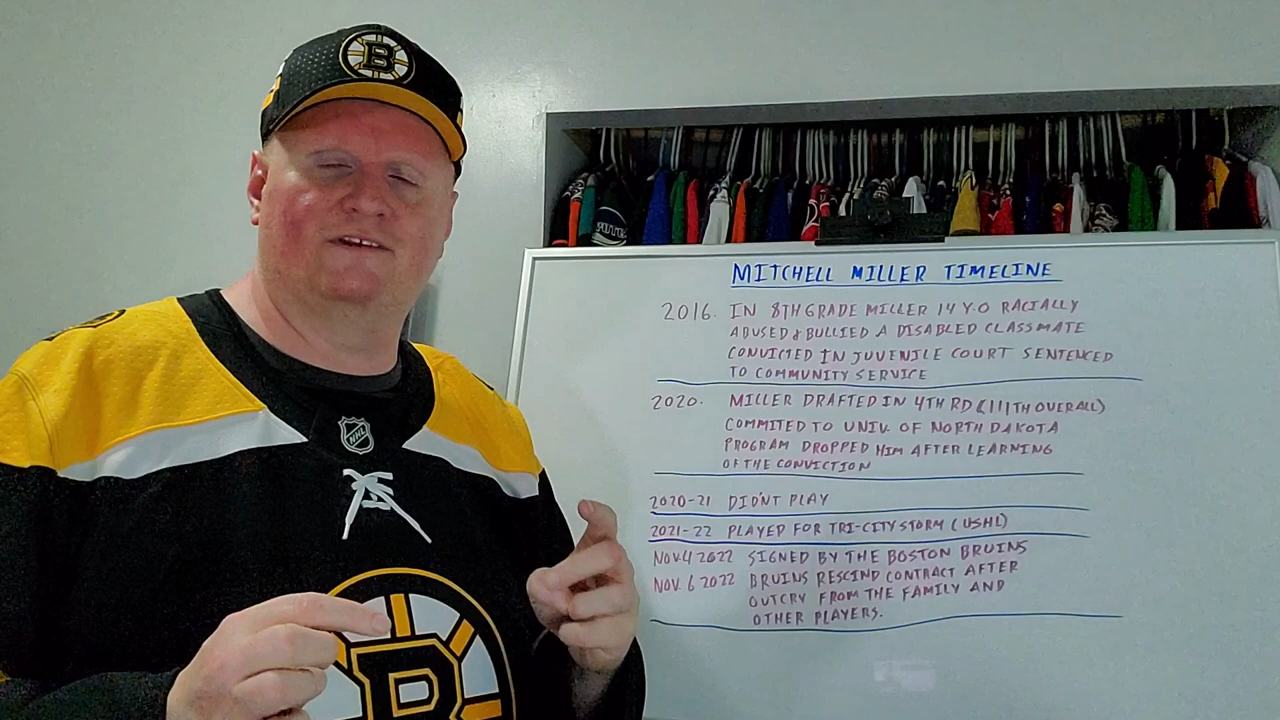 B
NHL
B
MITCHELL MILLER TIMELINE
2016. IN 8TH GRADE MILLER 14 Y.O RACIALLY
ABUSED & BULLIED A DISABLED CLASSMATE
CONVICTED IN JUVENILE COURT SENTENCED
TO COMMUNITY SERVICE
2020. MILLER DRAFTED IN 4TH RD (111TH OVERALL)
COMMITED TO UNIV. OF NORTH DAKOTA
PROGRAM DROPPED HIM AFTER LEARNING
OF THE CONVICTION
2020-21 DIDN'T PLAY
2021-22 PLAYED FOR TRI-CITY STORM (USHL)
NOV.4 2022 SIGNED BY THE BOSTON BRUINS
NOV. 6 2022 BRUINS RESCIND CONTRACT AFTER
OUTCRY FROM THE FAMILY AND
OTHER PLAYERS.